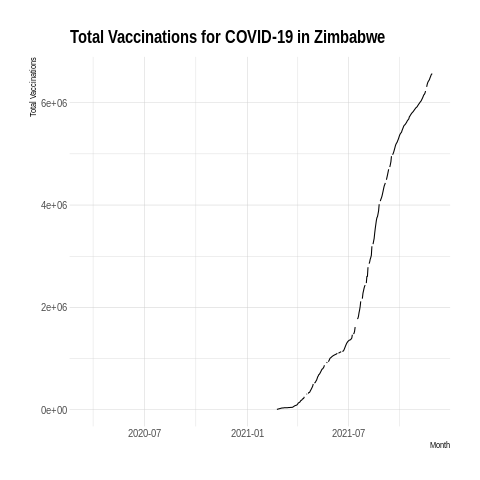 Total Vaccinations for COVID-19 in Zimbabwe
Total Vaccinations
6e+06
4e+06
2e+06
0e+00
2020-07 2021-01 2021-07
Month